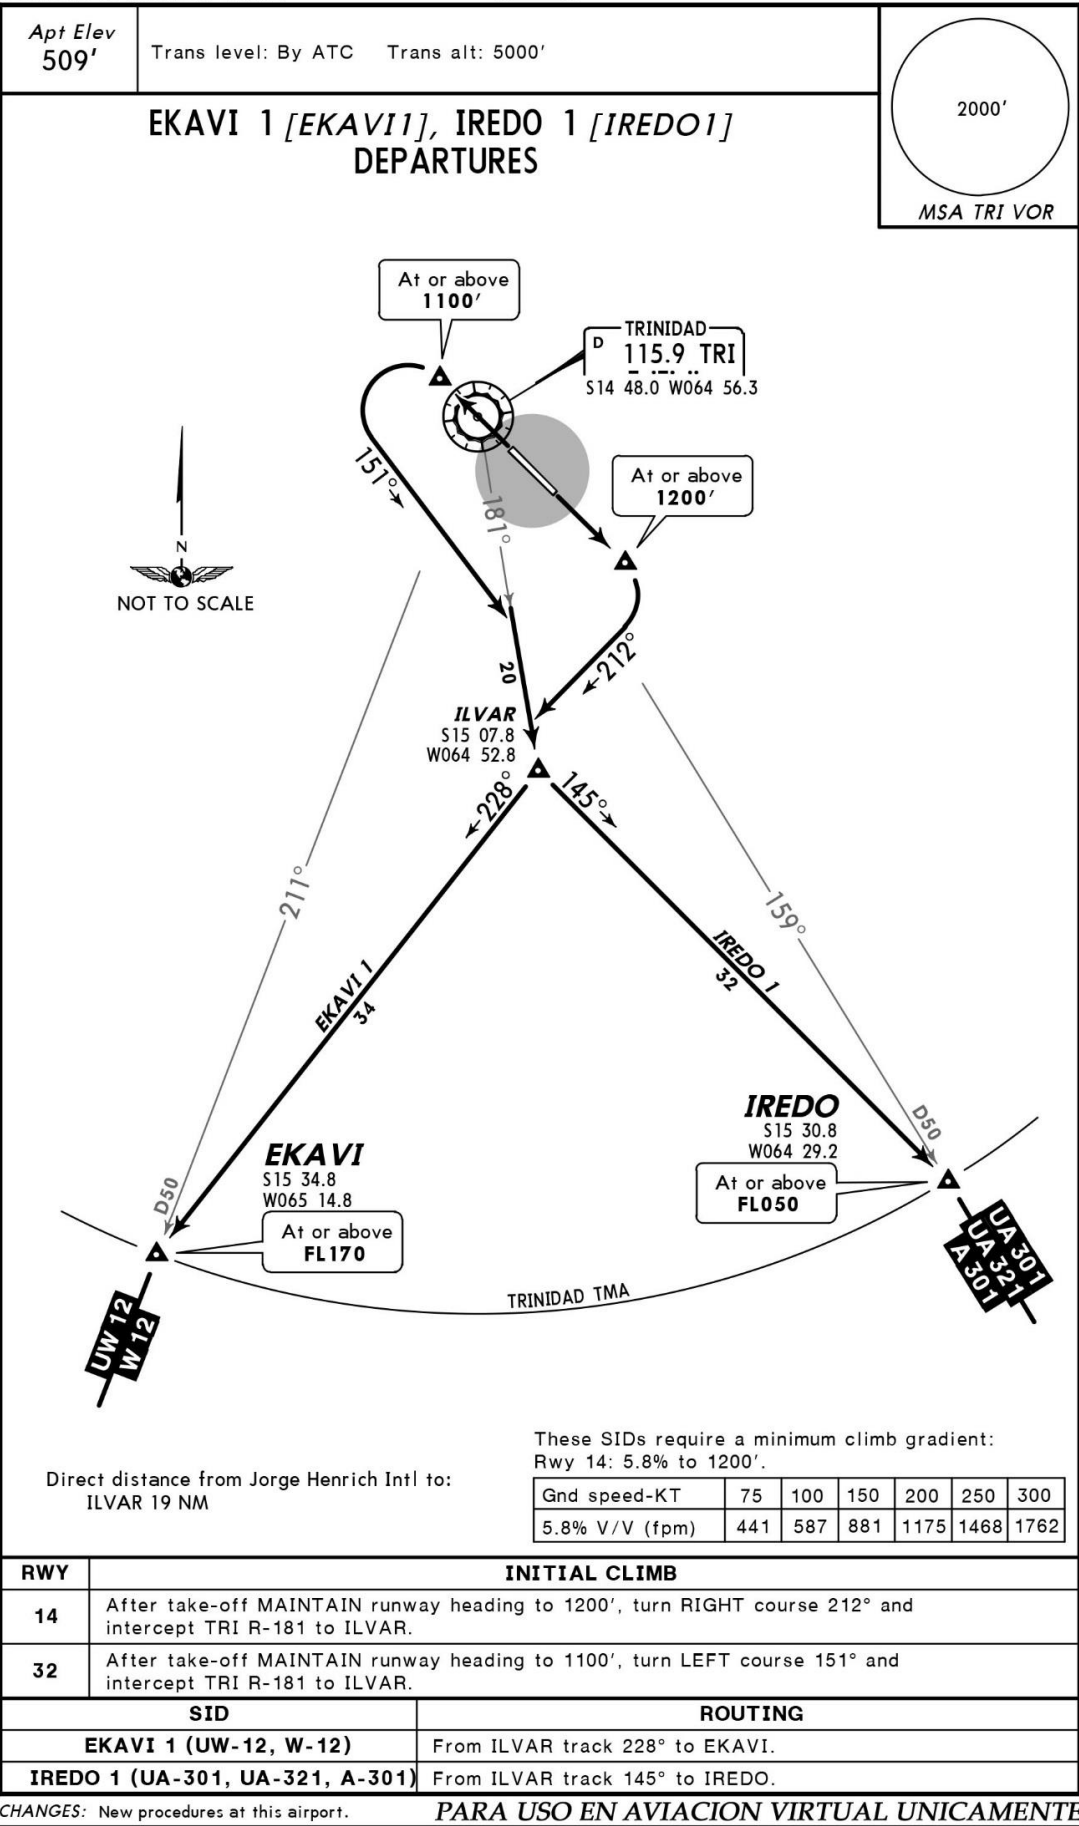 Apt Elev
509'
Trans level: By ATC Trans alt: 5000'
2000'
MSA TRI VOR
EKAVI 1 [EKAVI1], IREDO 1 [IREDO1]
DEPARTURES
At or above
1100'
TRINIDAD
D 115.9 TRI
S14 48.0 W064 56.3
At or above
1200'
151°
181°
N
NOT TO SCALE
212°
20
ILVAR
S15 07.8
W064 52.8
228°
145°
211°
159°
EKAVI 1
34
IREDO 1
32
IREDO
S15 30.8
W064 29.2
D50
At or above
FL050
EKAVI
S15 34.8
W065 14.8
D50
At or above
FL170
TRINIDAD TMA
UW 12
W 12
UA 301
UA 321
A 301
These SIDs require a minimum climb gradient:
Rwy 14: 5.8% to 1200'.
Gnd speed-KT 75 100 150 200 250 300
5.8% V/V (fpm) 441 587 881 1175 1468 1762
Direct distance from Jorge Henrich Intl to:
ILVAR 19 NM
RWY INITIAL CLIMB
14 After take-off MAINTAIN runway heading to 1200', turn RIGHT course 212° and
intercept TRI R-181 to ILVAR.
32 After take-off MAINTAIN runway heading to 1100', turn LEFT course 151° and
intercept TRI R-181 to ILVAR.
SID ROUTING
EKAVI 1 (UW-12, W-12) From ILVAR track 228° to EKAVI.
IREDO 1 (UA-301, UA-321, A-301) From ILVAR track 145° to IREDO.
CHANGES: New procedures at this airport. PARA USO EN AVIACION VIRTUAL UNICAMENTE